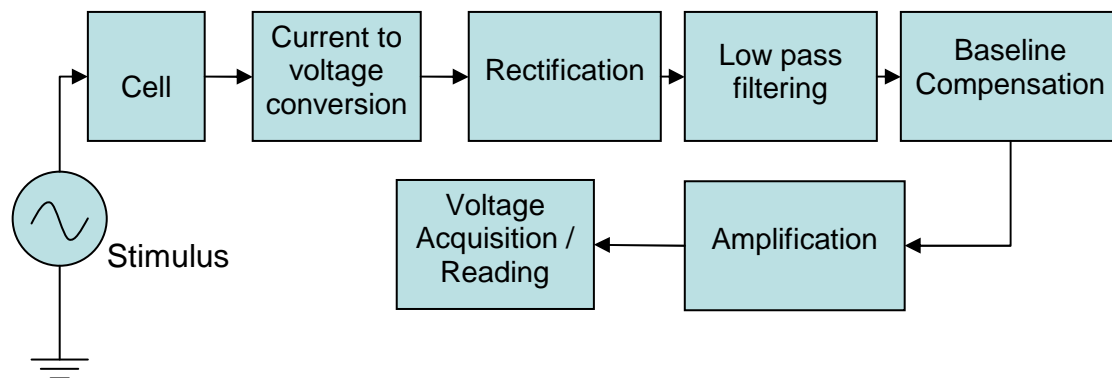 Cell
Current to
voltage
conversion
Rectification
Low pass
filtering
Baseline
Compensation
Stimulus
Voltage
Acquisition /
Reading
Amplification